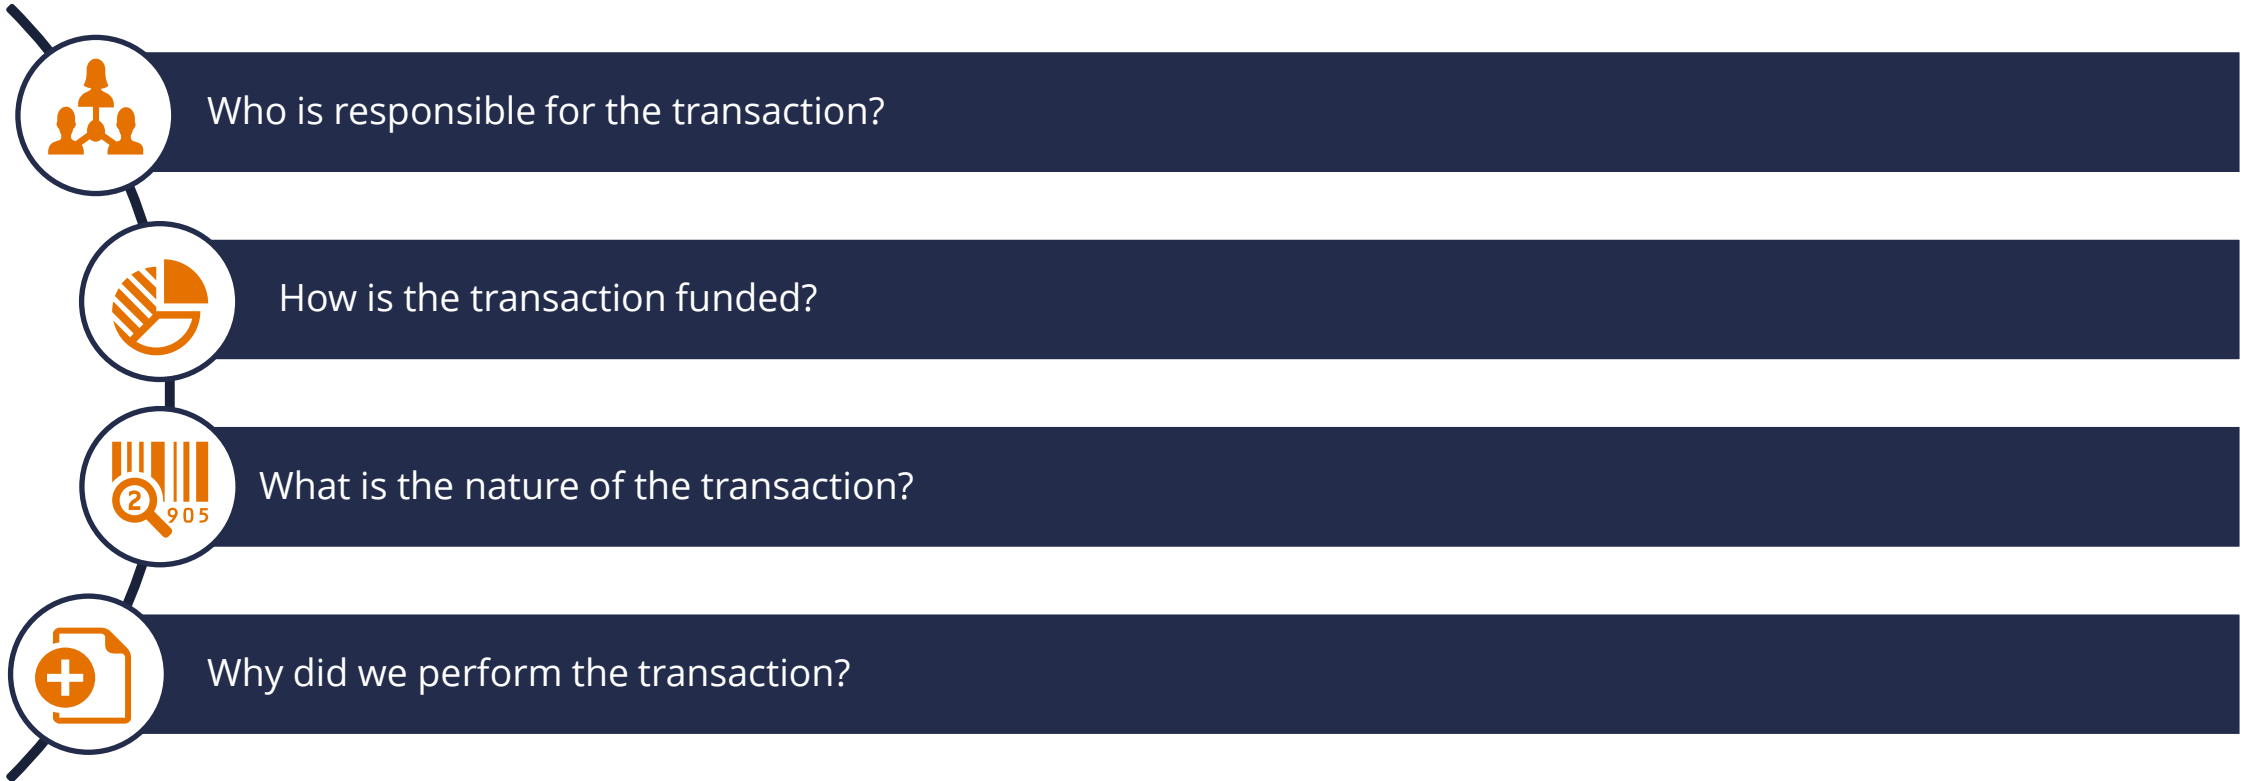 Who is responsible for the transaction?
How is the transaction funded?
2
905
What is the nature of the transaction?
Why did we perform the transaction?